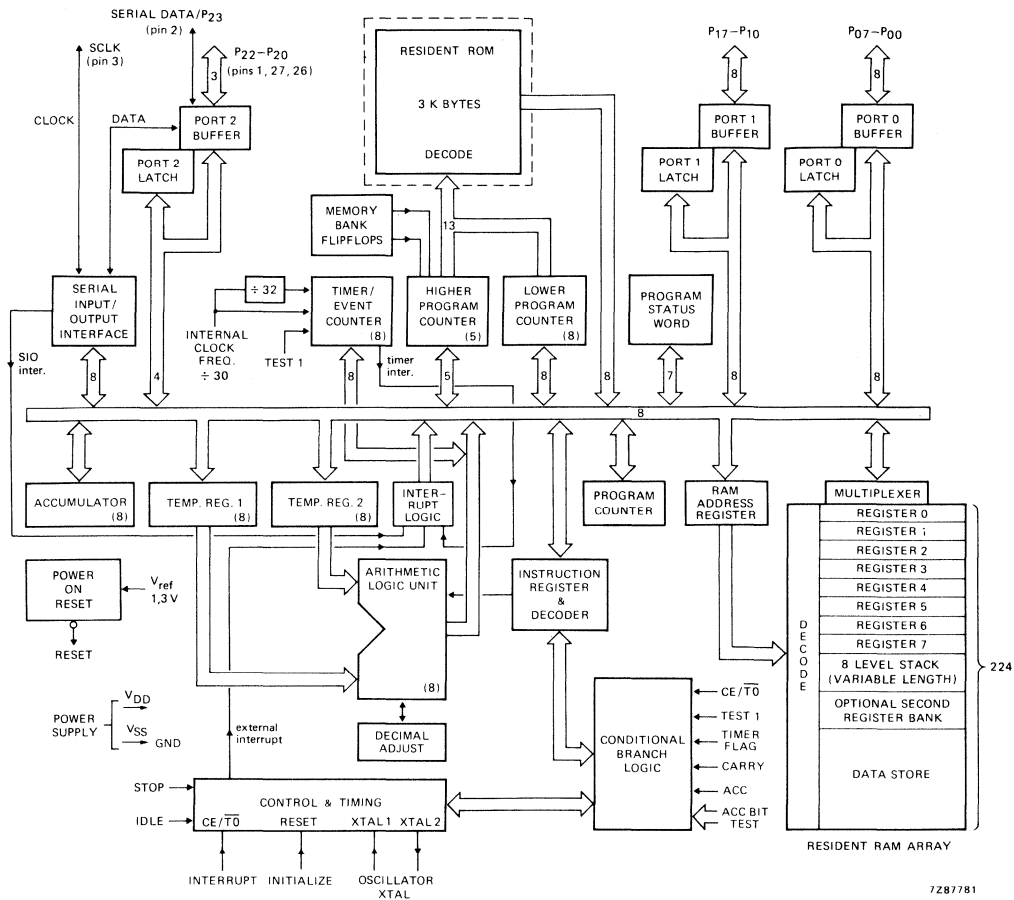 SERIAL DATA/P23
(pin 2)
SCLK
(pin 3)
P22–P20
(pins 1, 27, 26)
3
CLOCK
DATA
PORT 2
BUFFER
PORT 2
LATCH
RESIDENT ROM
3 K BYTES
DECODE
P17–P10
8
PORT 1
BUFFER
PORT 1
LATCH
P07–P00
8
PORT 0
BUFFER
PORT 0
LATCH
MEMORY
BANK
FLIPFLOPS
13
SERIAL
INPUT/
OUTPUT
INTERFACE
÷ 32
TIMER/
EVENT
COUNTER
(8)
HIGHER
PROGRAM
COUNTER
(5)
LOWER
PROGRAM
COUNTER
(8)
PROGRAM
STATUS
WORD
INTERNAL
CLOCK
FREQ.
÷ 30
TEST 1
timer
inter.
SIO
inter.
8
4
8
5
8
8
7
8
8
8
ACCUMULATOR
(8)
TEMP. REG. 1
(8)
TEMP. REG. 2
(8)
INTER–
RUPT
LOGIC
PROGRAM
COUNTER
RAM
ADDRESS
REGISTER
MULTIPLEXER
REGISTER 0
REGISTER 1
REGISTER 2
REGISTER 3
REGISTER 4
REGISTER 5
REGISTER 6
REGISTER 7
8 LEVEL STACK
(VARIABLE LENGTH)
OPTIONAL SECOND
REGISTER BANK
DATA STORE
DECODE
224
RESIDENT RAM ARRAY
POWER
ON
RESET
Vref
1,3 V
RESET
ARITHMETIC
LOGIC UNIT
(8)
INSTRUCTION
REGISTER
&
DECODER
POWER
SUPPLY
VDD
VSS
GND
external
interrupt
DECIMAL
ADJUST
CONDITIONAL
BRANCH
LOGIC
CE/T̅0̅
TEST 1
TIMER
FLAG
CARRY
ACC
ACC BIT
TEST
STOP
IDLE
CONTROL & TIMING
CE/T̅0̅ RESET XTAL 1 XTAL 2
INTERRUPT INITIALIZE OSCILLATOR
XTAL
7Z87781